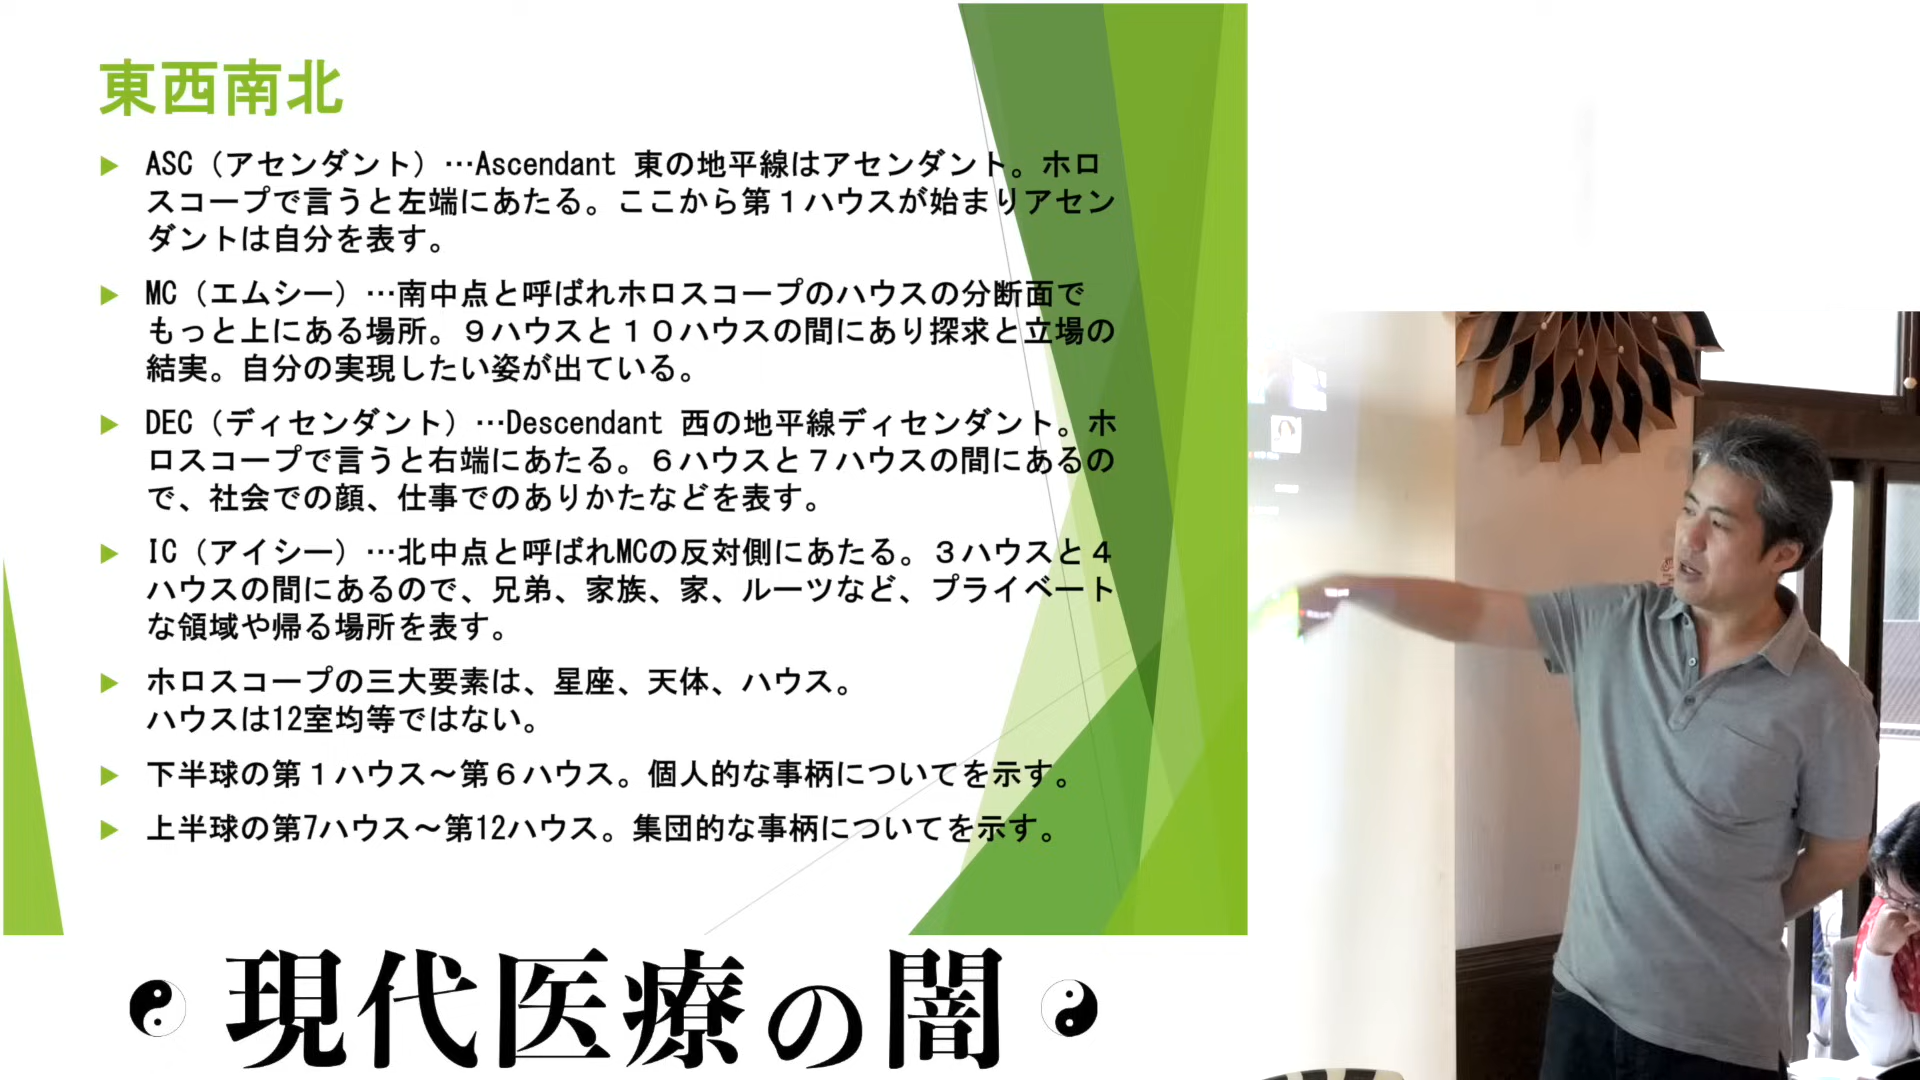 東西南北
ASC（アセンダント）…Ascendant 東の地平線はアセンダント。ホロ
スコープで言うと左端にあたる。ここから第１ハウスが始まりアセン
ダントは自分を表す。
MC（エムシー）…南中点と呼ばれホロスコープのハウスの分断面で
もっと上にある場所。９ハウスと１０ハウスの間にあり探求と立場の
結実。自分の実現したい姿が出ている。
DEC（ディセンダント）…Descendant 西の地平線ディセンダント。ホ
ロスコープで言うと右端にあたる。６ハウスと７ハウスの間にあるの
で、社会での顔、仕事でのありかたなどを表す。
IC（アイシー）…北中点と呼ばれMCの反対側にあたる。３ハウスと４
ハウスの間にあるので、兄弟、家族、家、ルーツなど、プライベート
な領域や帰る場所を表す。
ホロスコープの三大要素は、星座、天体、ハウス。
ハウスは12室均等ではない。
下半球の第１ハウス～第６ハウス。個人的な事柄についてを示す。
上半球の第7ハウス～第12ハウス。集団的な事柄についてを示す。
現代医療の闇